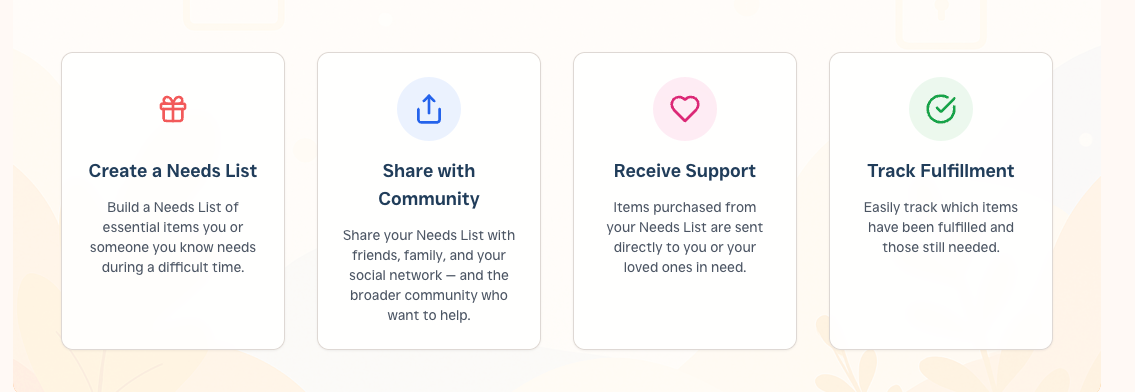 Create a Needs List
Build a Needs List of
essential items you or
someone you know needs
during a difficult time.
Share with
Community
Share your Needs List with
friends, family, and your
social network — and the
broader community who
want to help.
Receive Support
Items purchased from
your Needs List are sent
directly to you or your
loved ones in need.
Track Fulfillment
Easily track which items
have been fulfilled and
those still needed.